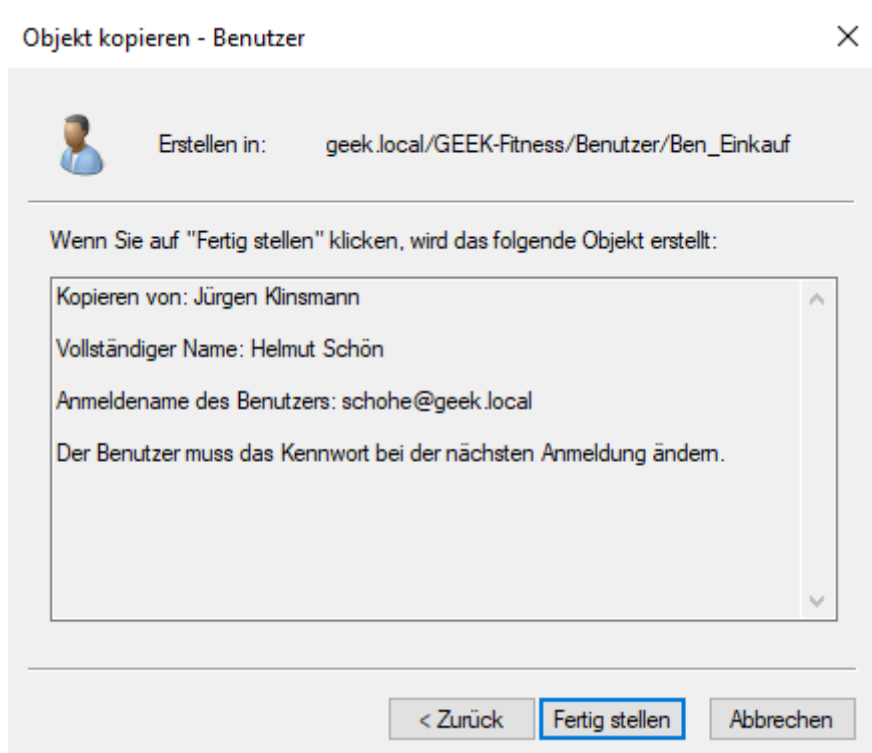 Objekt kopieren - Benutzer
Erstellen in: geek.local/GEEK-Fitness/Benutzer/Ben_Einkauf
Wenn Sie auf "Fertig stellen" klicken, wird das folgende Objekt erstellt:
Kopieren von: Jürgen Klinsmann
Vollständiger Name: Helmut Schön
Anmeldename des Benutzers: schohe@geek.local
Der Benutzer muss das Kennwort bei der nächsten Anmeldung ändern.
< Zurück Fertig stellen Abbrechen